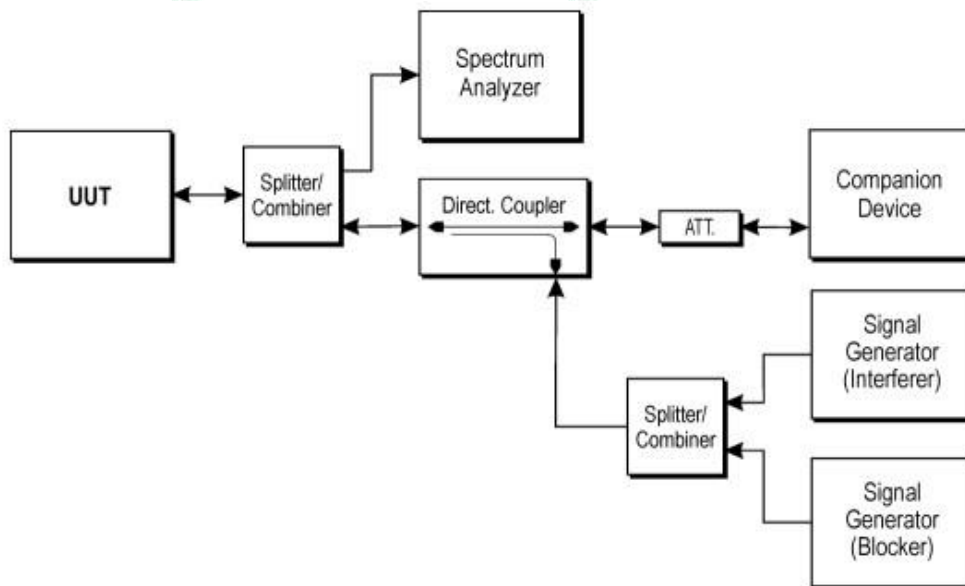 Spectrum
Analyzer
UUT
Splitter/
Combiner
Direct. Coupler
ATT.
Companion
Device
Signal
Generator
(Interferer)
Splitter/
Combiner
Signal
Generator
(Blocker)